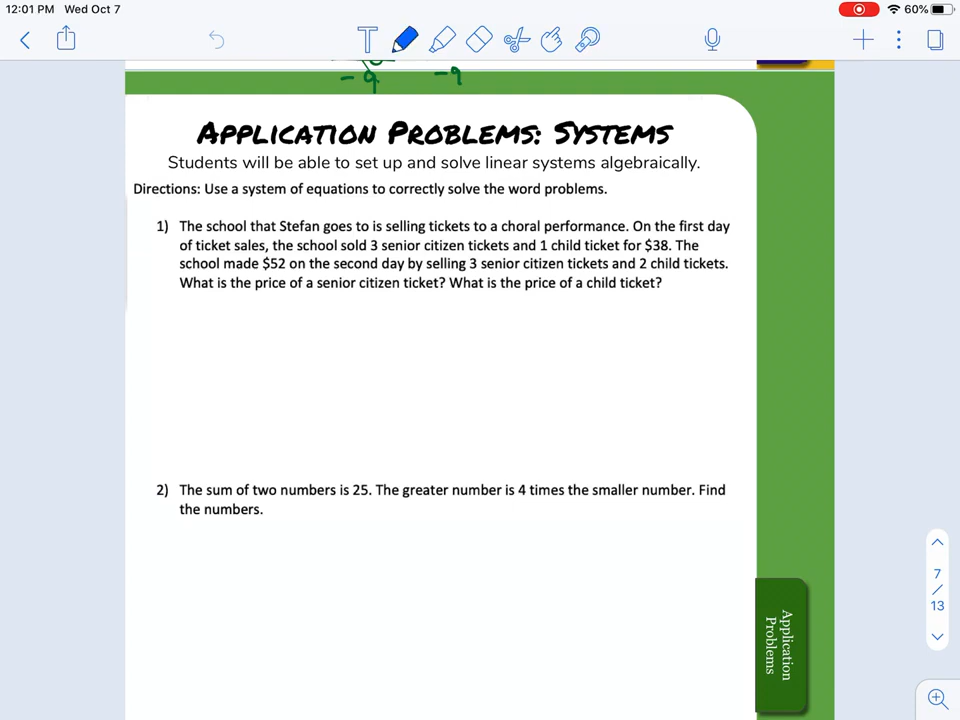 12:01 PM Wed Oct 7
60%
T
-9 -9
APPLICATION PROBLEMS: SYSTEMS
Students will be able to set up and solve linear systems algebraically.
Directions: Use a system of equations to correctly solve the word problems.
1) The school that Stefan goes to is selling tickets to a choral performance. On the first day
of ticket sales, the school sold 3 senior citizen tickets and 1 child ticket for $38. The
school made $52 on the second day by selling 3 senior citizen tickets and 2 child tickets.
What is the price of a senior citizen ticket? What is the price of a child ticket?
2) The sum of two numbers is 25. The greater number is 4 times the smaller number. Find
the numbers.
7
/
13
Application
Problems